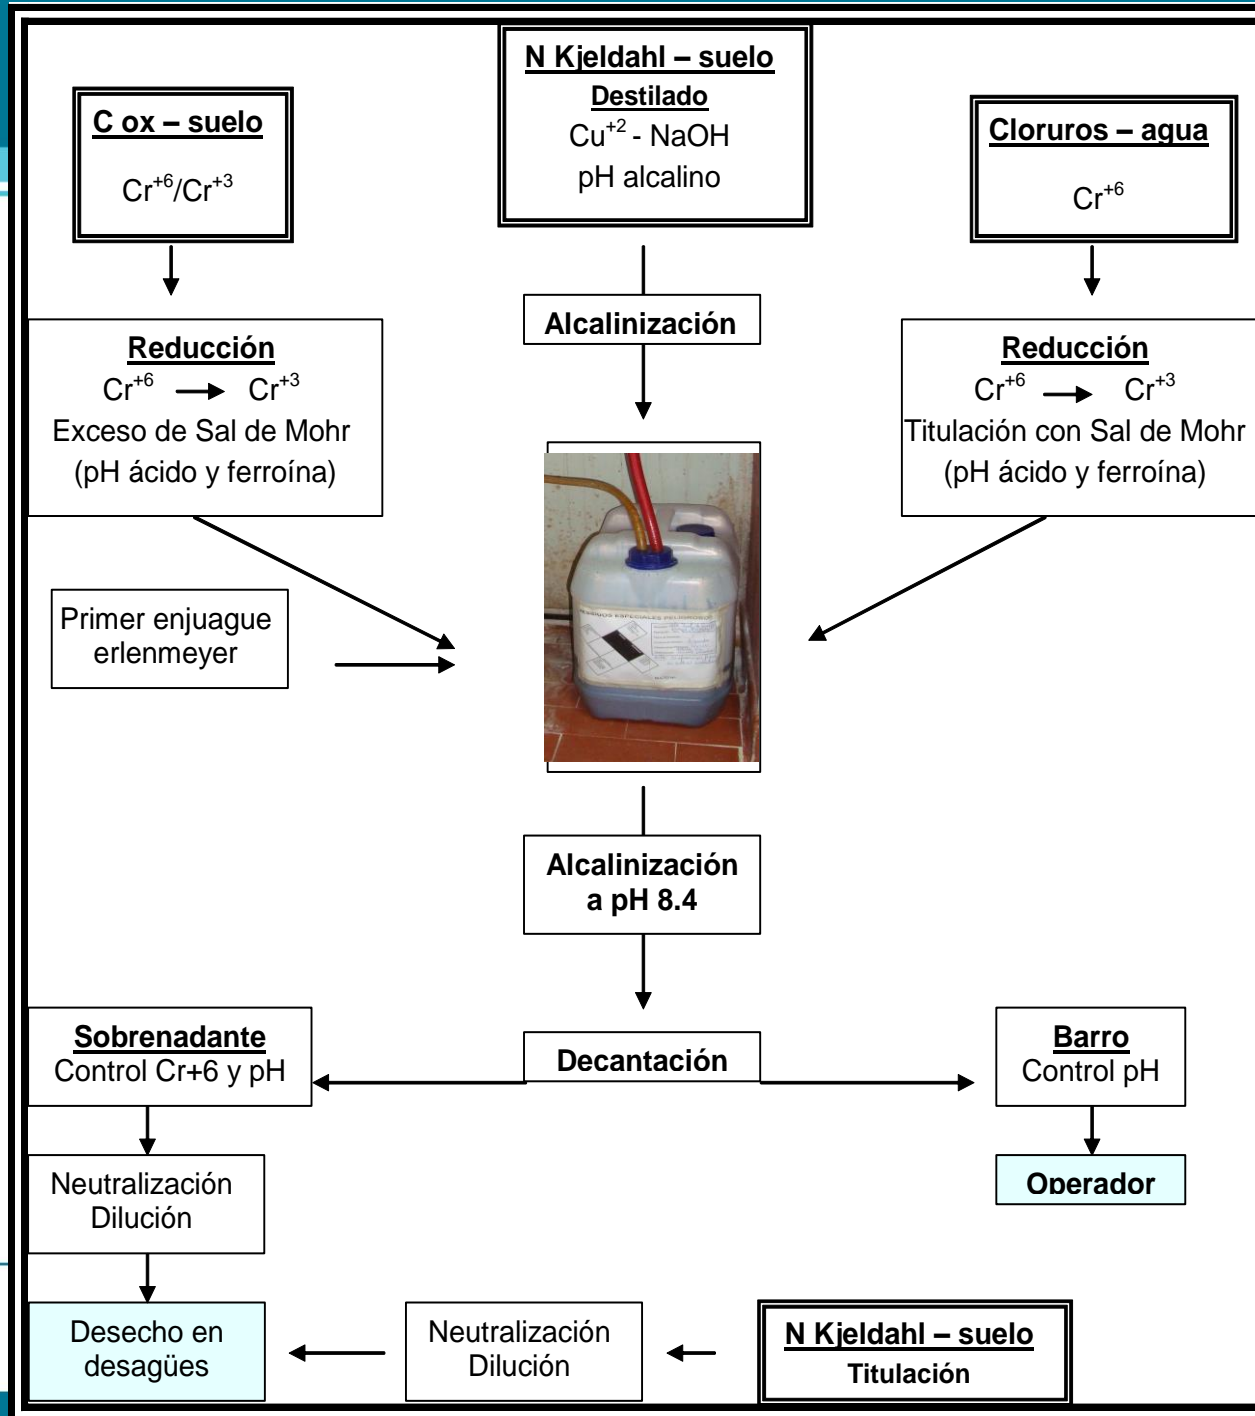 N Kjeldahl – suelo
Destilado
Cu+2 - NaOH
pH alcalino
C ox – suelo
Cr+6/Cr+3
Cloruros – agua
Cr+6
Alcalinización
Reducción
Cr+6 → Cr+3
Exceso de Sal de Mohr
(pH ácido y ferroína)
Reducción
Cr+6 → Cr+3
Titulación con Sal de Mohr
(pH ácido y ferroína)
Primer enjuague
erlenmeyer
ESPECIALES
Alcalinización
a pH 8.4
Sobrenadante
Control Cr+6 y pH
Decantación
Barro
Control pH
Neutralización
Dilución
Operador
Desecho en
desagües
Neutralización
Dilución
N Kjeldahl – suelo
Titulación